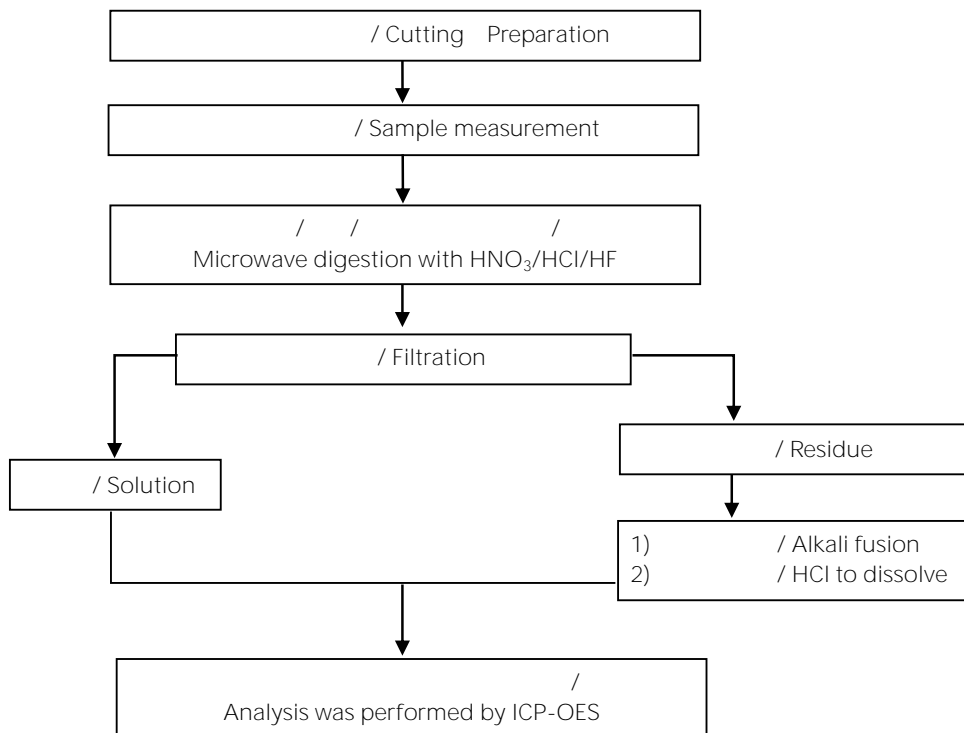 / Cutting Preparation
/ Sample measurement
/ / /
Microwave digestion with HNO₃/HCl/HF
/ Filtration
/ Residue
/ Solution
1) / Alkali fusion
2) / HCl to dissolve
/
Analysis was performed by ICP-OES